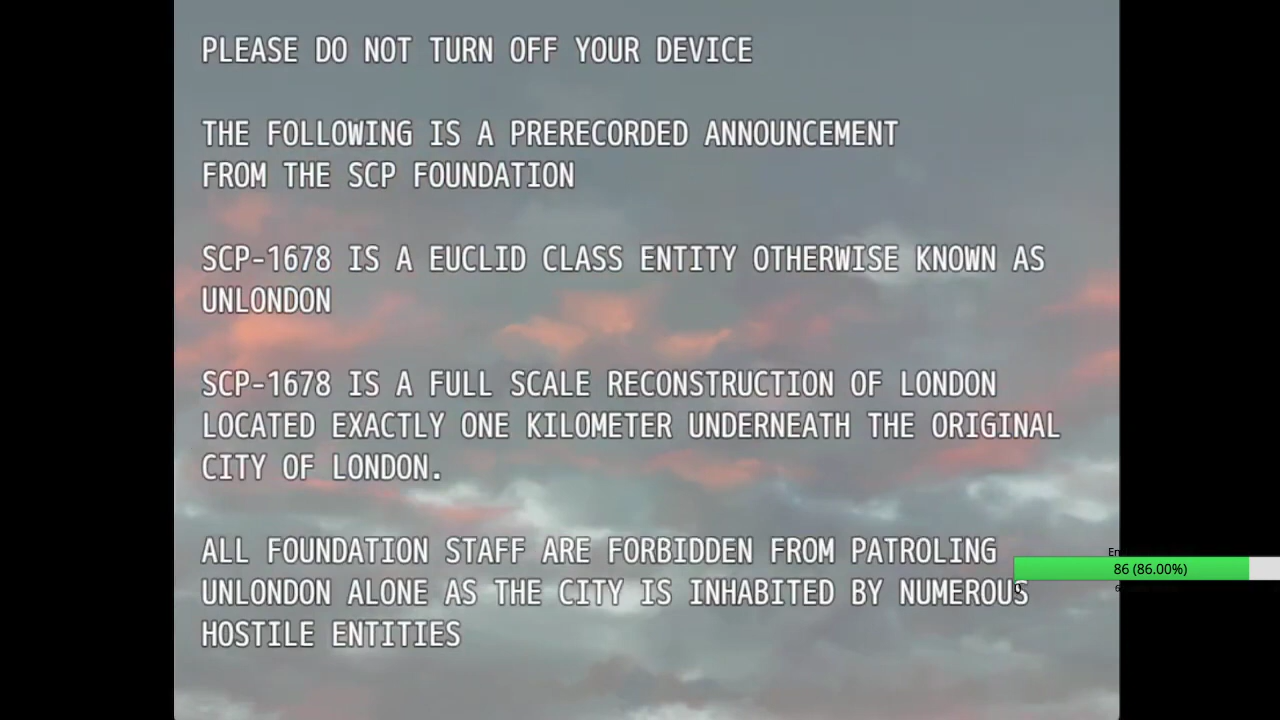 PLEASE DO NOT TURN OFF YOUR DEVICE
THE FOLLOWING IS A PRERECORDED ANNOUNCEMENT
FROM THE SCP FOUNDATION
SCP-1678 IS A EUCLID CLASS ENTITY OTHERWISE KNOWN AS
UNLONDON
SCP-1678 IS A FULL SCALE RECONSTRUCTION OF LONDON
LOCATED EXACTLY ONE KILOMETER UNDERNEATH THE ORIGINAL
CITY OF LONDON.
ALL FOUNDATION STAFF ARE FORBIDDEN FROM PATROLING
UNLONDON ALONE AS THE CITY IS INHABITED BY NUMEROUS
HOSTILE ENTITIES
En
86 (86.00%)
0
6